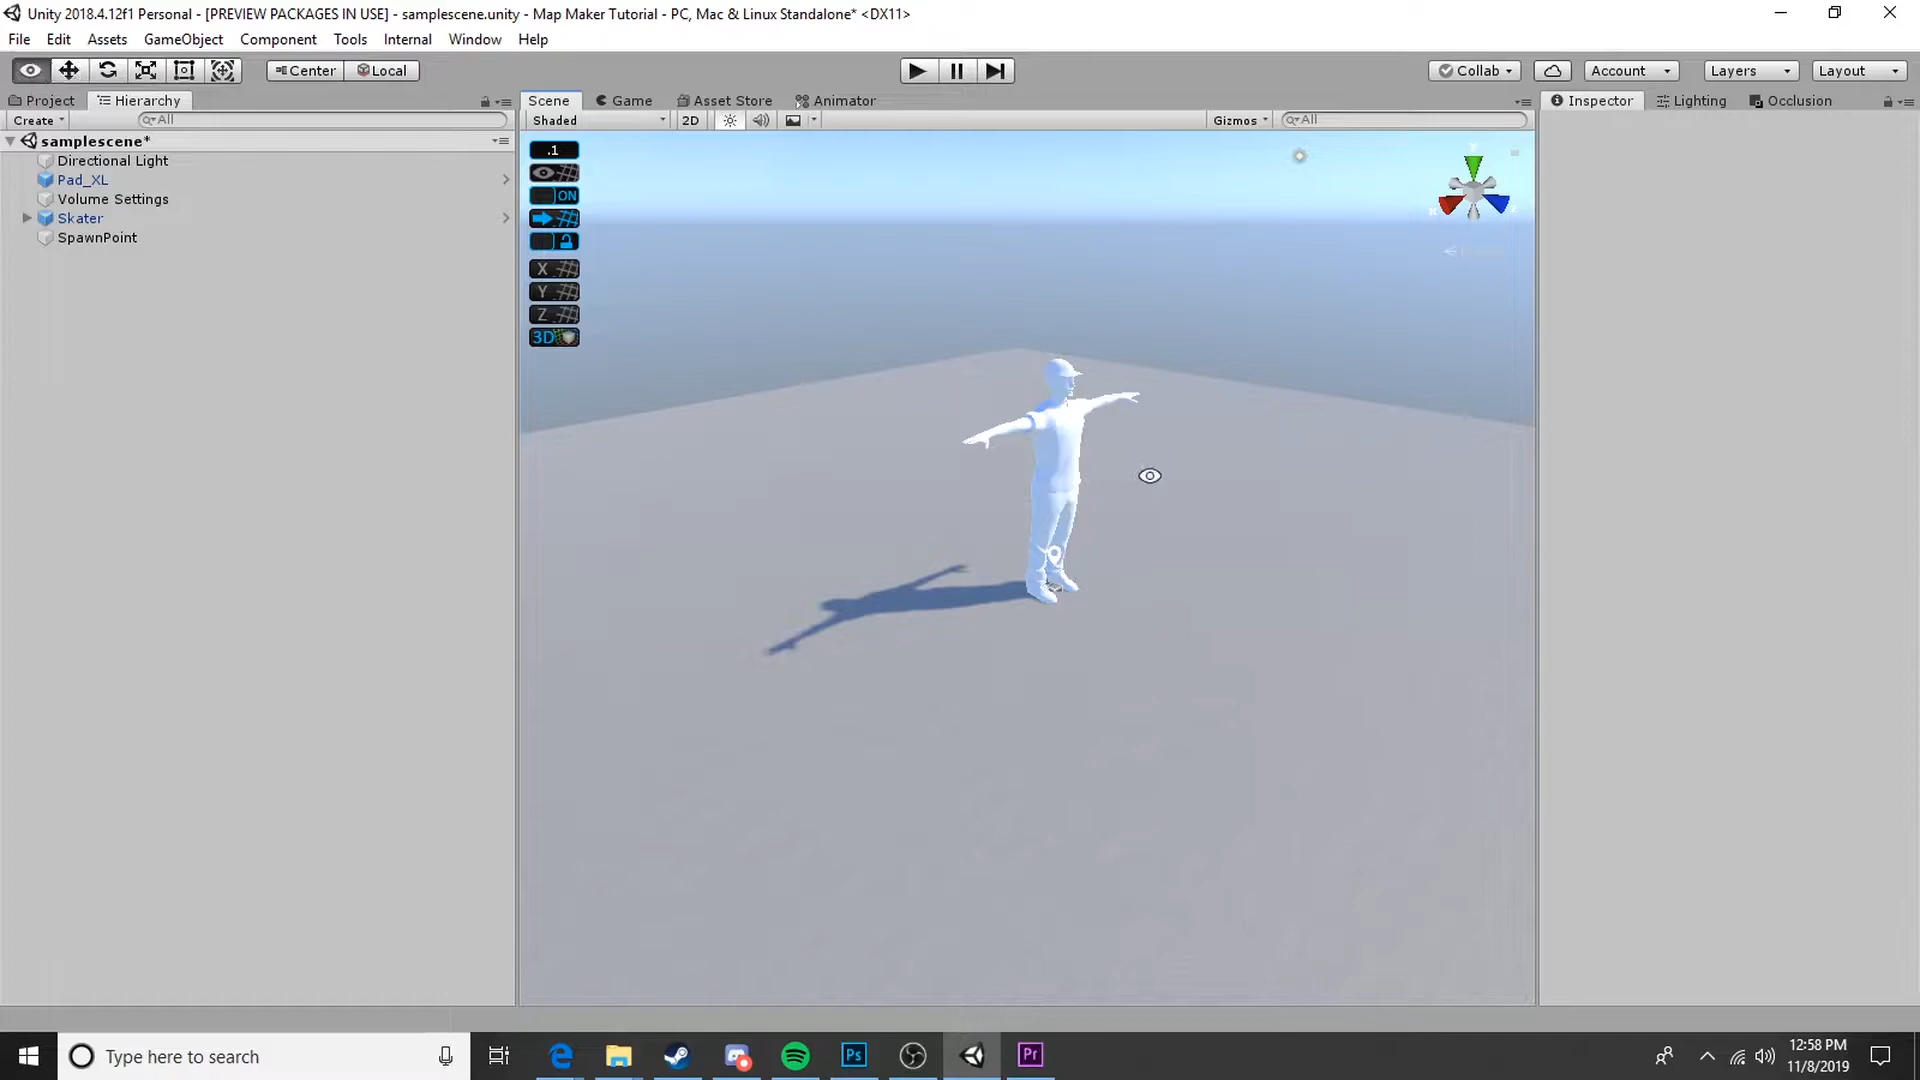 Unity 2018.4.12f1 Personal - [PREVIEW PACKAGES IN USE] - samplescene.unity - Map Maker Tutorial - PC, Mac & Linux Standalone* <DX11>
File Edit Assets GameObject Component Tools Internal Window Help
Center Local Collab Account Layers Layout
Project Hierarchy Scene Game Asset Store Animator Inspector Lighting Occlusion
Create All Shaded 2D Gizmos All
samplescene*
Directional Light
Pad_XL
Volume Settings
Skater
SpawnPoint
.1
ON
X
Y
Z
3D
Type here to search
Ps
Pr
12:58 PM
11/8/2019